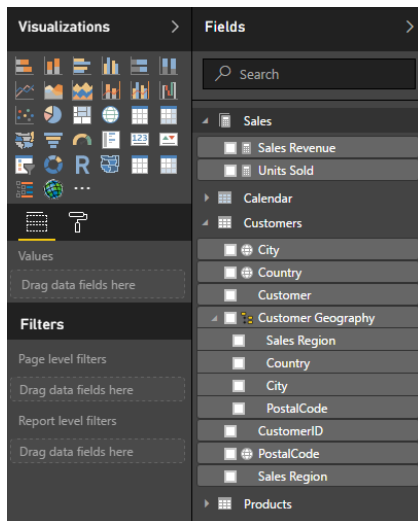 Visualizations
Fields
Search
Sales
Sales Revenue
Units Sold
Calendar
Customers
City
Country
Customer
Customer Geography
Sales Region
Country
City
PostalCode
CustomerID
PostalCode
Sales Region
Products
123
R
Values
Drag data fields here
Filters
Page level filters
Drag data fields here
Report level filters
Drag data fields here